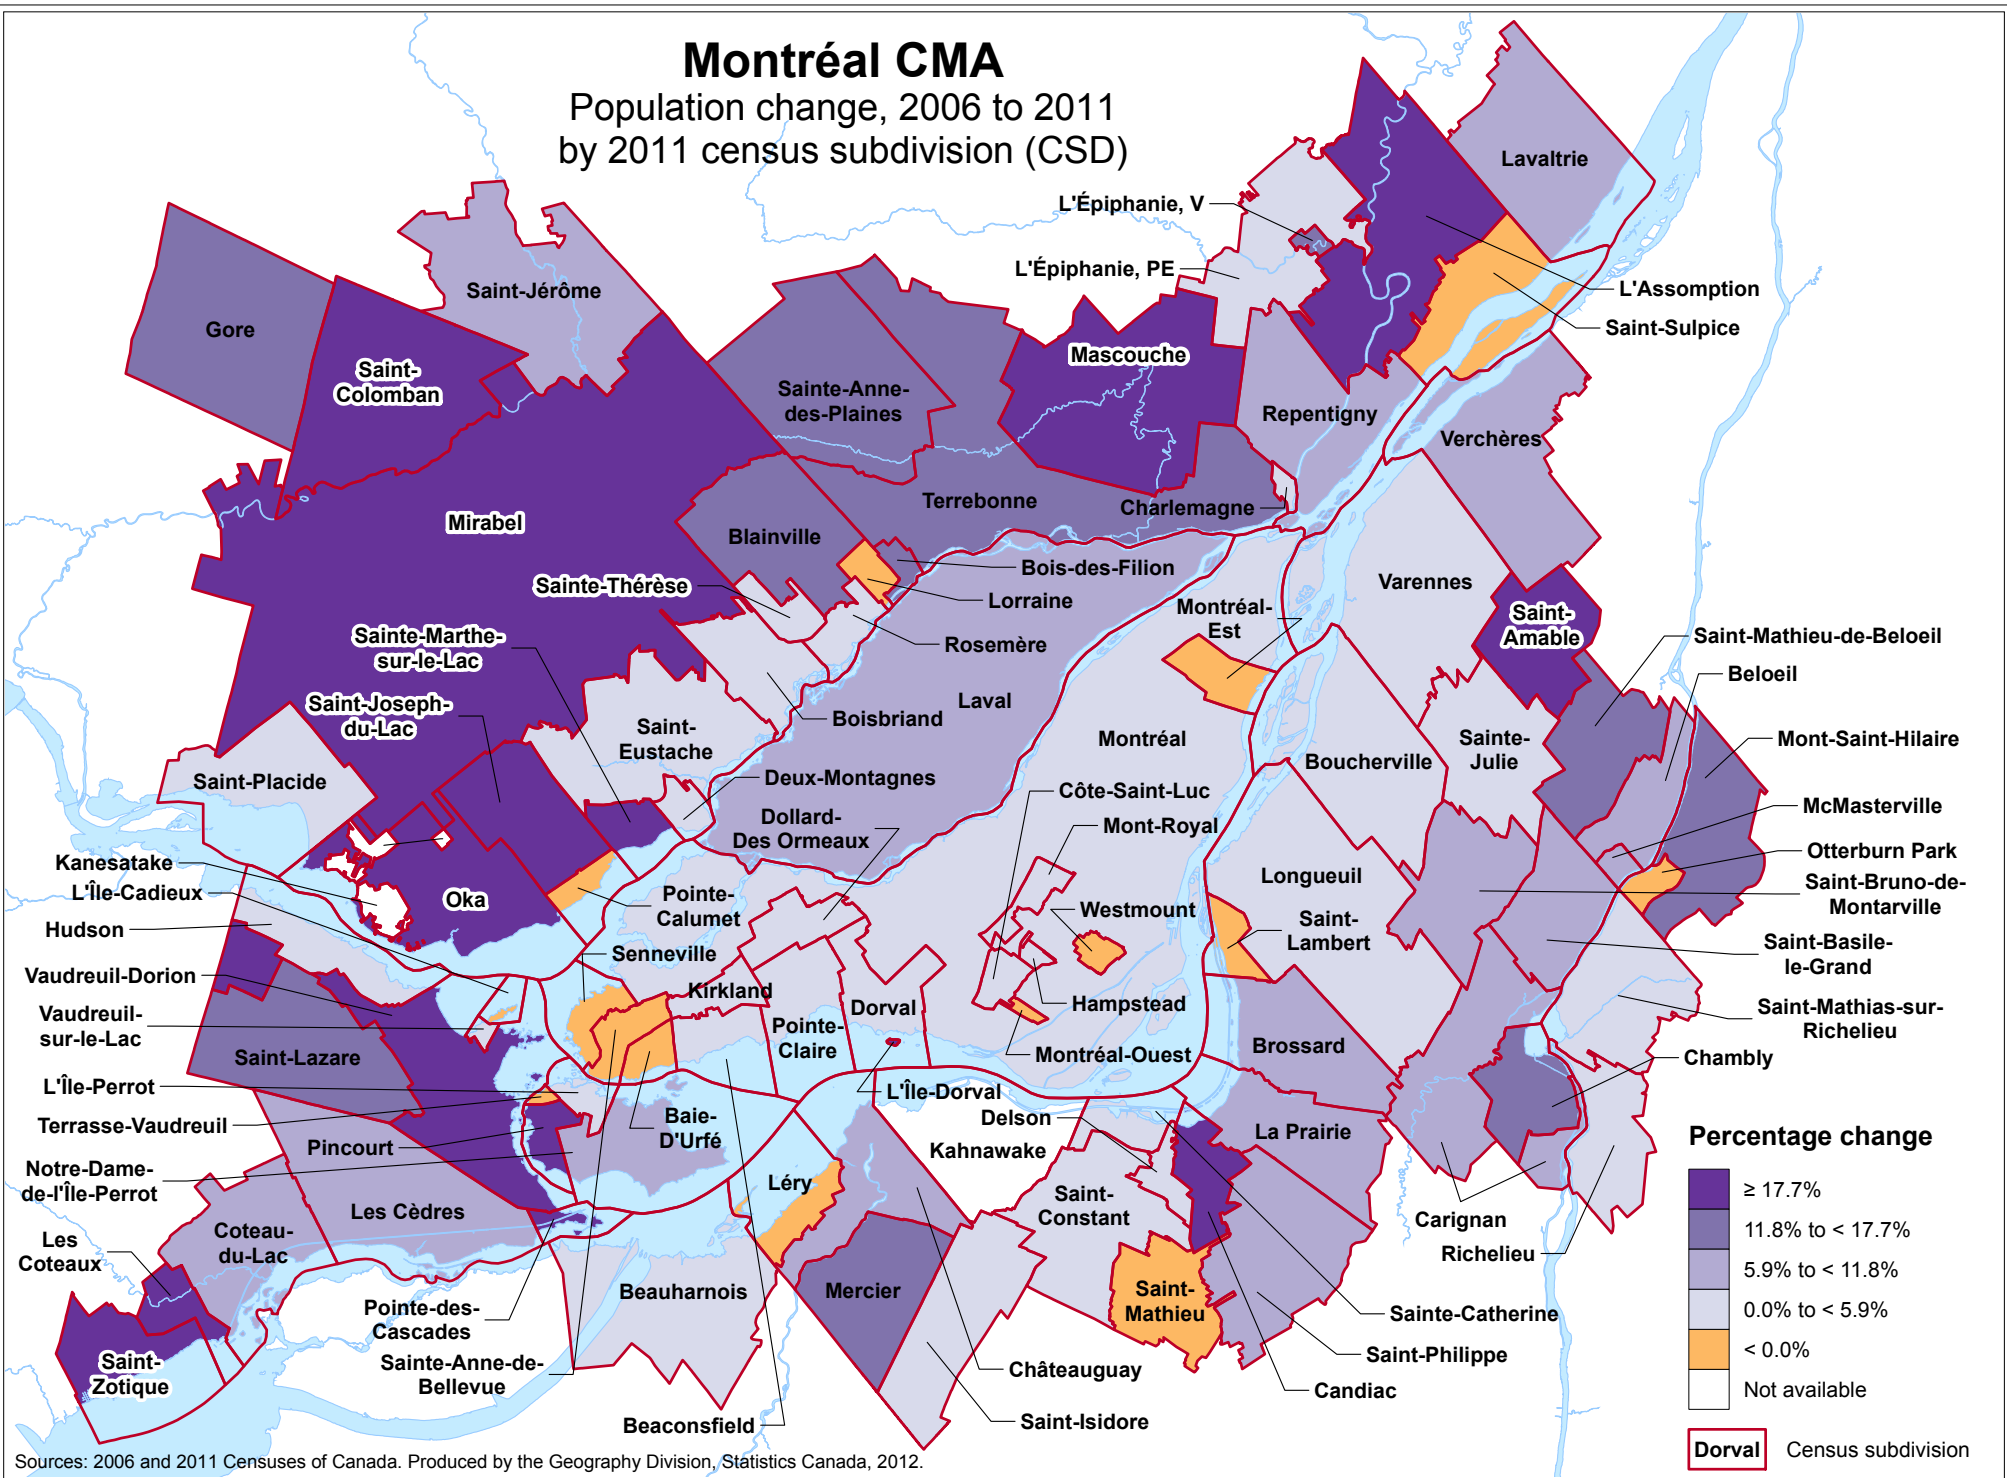 Montréal CMA
Population change, 2006 to 2011
by 2011 census subdivision (CSD)
Lavaltrie
L'Épiphanie, V
L'Épiphanie, PE
L'Assomption
Saint-Sulpice
Saint-Jérôme
Gore
Saint-
Colomban
Mascouche
Sainte-Anne-
des-Plaines
Repentigny
Verchères
Mirabel
Terrebonne
Charlemagne
Blainville
Bois-des-Filion
Lorraine
Sainte-Thérèse
Rosemère
Varennes
Montréal-
Est
Saint-
Amable
Saint-Mathieu-de-Beloeil
Beloeil
Sainte-Marthe-
sur-le-Lac
Saint-Joseph-
du-Lac
Saint-
Eustache
Boisbriand
Laval
Montréal
Boucherville
Sainte-
Julie
Mont-Saint-Hilaire
Saint-Placide
Deux-Montagnes
Côte-Saint-Luc
Mont-Royal
McMasterville
Dollard-
Des Ormeaux
Otterburn Park
Kanesatake
L'Île-Cadieux
Oka
Pointe-
Calumet
Longueuil
Saint-Bruno-de-
Montarville
Hudson
Senneville
Westmount
Saint-
Lambert
Saint-Basile-
le-Grand
Vaudreuil-Dorion
Kirkland
Dorval
Hampstead
Saint-Mathias-sur-
Richelieu
Vaudreuil-
sur-le-Lac
Pointe-
Claire
Montréal-Ouest
Brossard
Chambly
Saint-Lazare
L'Île-Perrot
L'Île-Dorval
Terrasse-Vaudreuil
Baie-
D'Urfé
Delson
La Prairie
Pincourt
Kahnawake
Notre-Dame-
de-l'Île-Perrot
Léry
Saint-
Constant
Les Cèdres
Coteau-
du-Lac
Carignan
Richelieu
Les
Coteaux
Beauharnois
Mercier
Saint-
Mathieu
Pointe-des-
Cascades
Sainte-Catherine
Saint-
Zotique
Sainte-Anne-de-
Bellevue
Châteauguay
Saint-Philippe
Candiac
Beaconsfield
Saint-Isidore
Percentage change
≥ 17.7%
11.8% to < 17.7%
5.9% to < 11.8%
0.0% to < 5.9%
< 0.0%
Not available
Dorval Census subdivision
Sources: 2006 and 2011 Censuses of Canada. Produced by the Geography Division, Statistics Canada, 2012.